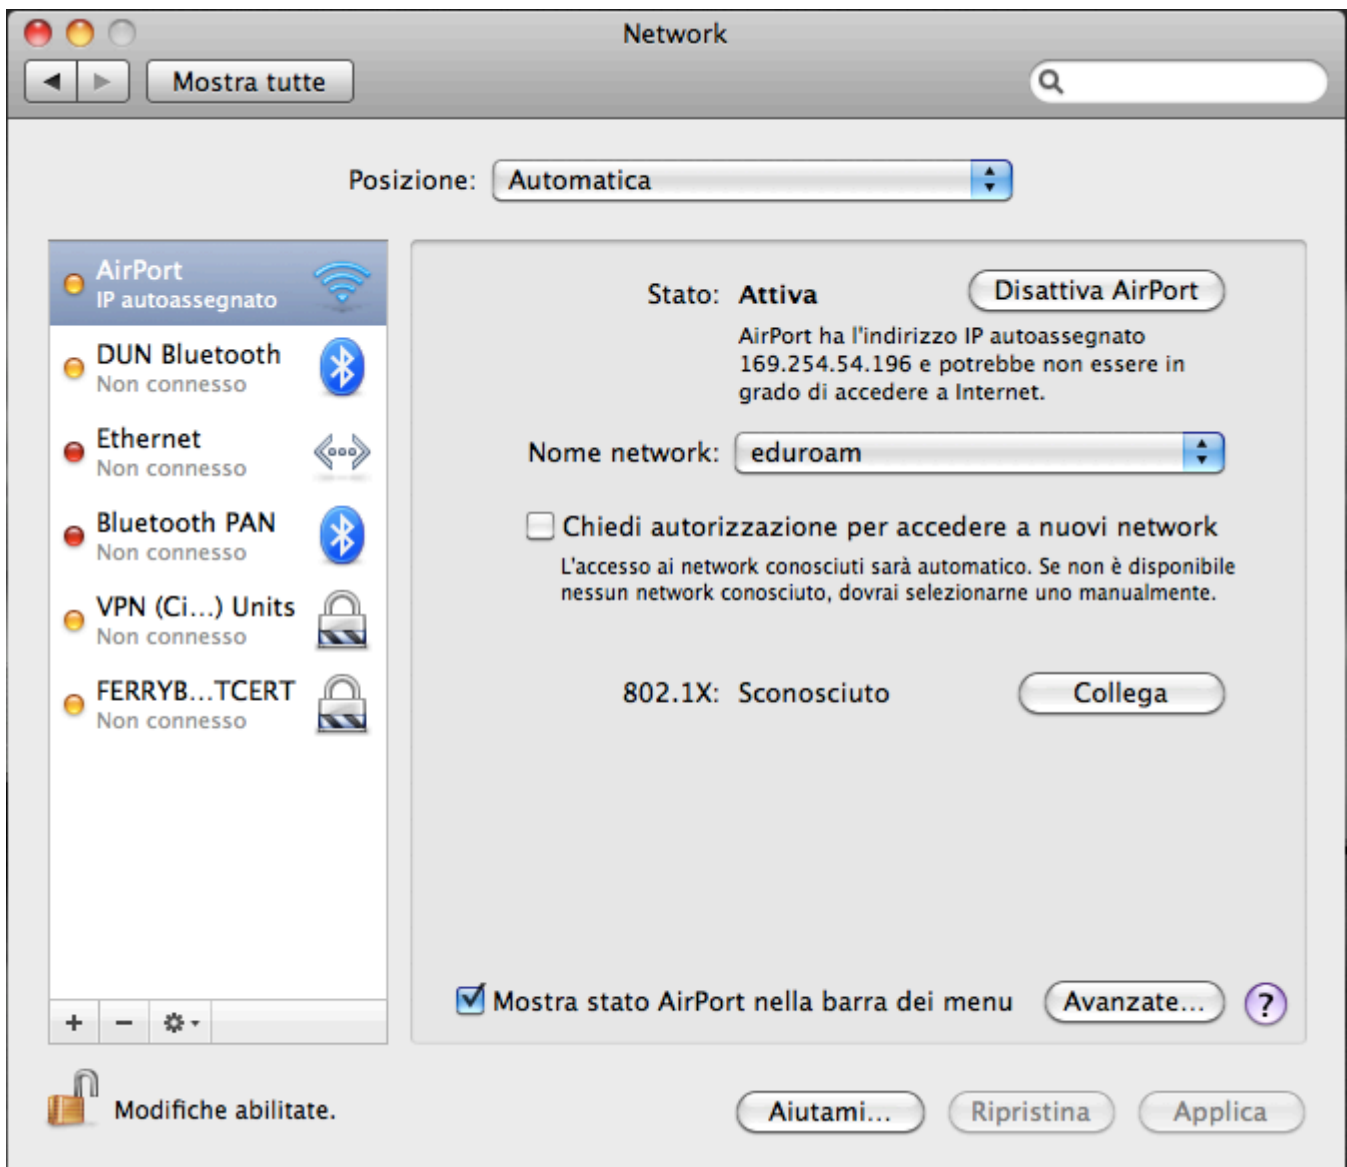 Network
Mostra tutte
Posizione: Automatica
AirPort
IP autoassegnato
DUN Bluetooth
Non connesso
Ethernet
Non connesso
Bluetooth PAN
Non connesso
VPN (Ci...) Units
Non connesso
FERRYB...TCERT
Non connesso
Stato: Attiva
Disattiva AirPort
AirPort ha l'indirizzo IP autoassegnato
169.254.54.196 e potrebbe non essere in
grado di accedere a Internet.
Nome network: eduroam
Chiedi autorizzazione per accedere a nuovi network
L'accesso ai network conosciuti sarà automatico. Se non è disponibile
nessun network conosciuto, dovrai selezionarne uno manualmente.
802.1X: Sconosciuto
Collega
Mostra stato AirPort nella barra dei menu
Avanzate...
?
Modifiche abilitate.
Aiutami...
Ripristina
Applica